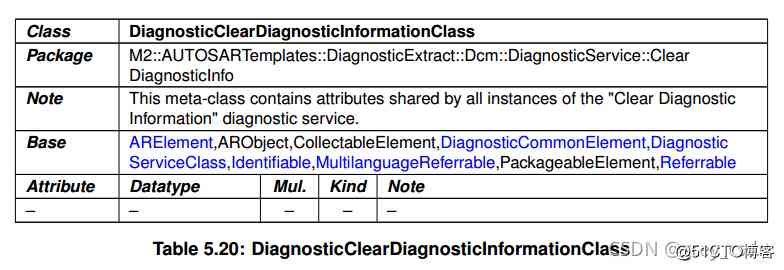 Class DiagnosticClearDiagnosticInformationClass
Package M2::AUTOSARTemplates::DiagnosticExtract::Dcm::DiagnosticService::Clear
DiagnosticInfo
Note This meta-class contains attributes shared by all instances of the "Clear Diagnostic
Information" diagnostic service.
Base ARElement,ARObject,CollectableElement,DiagnosticCommonElement,Diagnostic
ServiceClass,Identifiable,MultilanguageReferrable,PackageableElement,Referrable
Attribute Datatype Mul. Kind Note
– – – – –
Table 5.20: DiagnosticClearDiagnosticInformationClass
CSDN
@51CTO博客